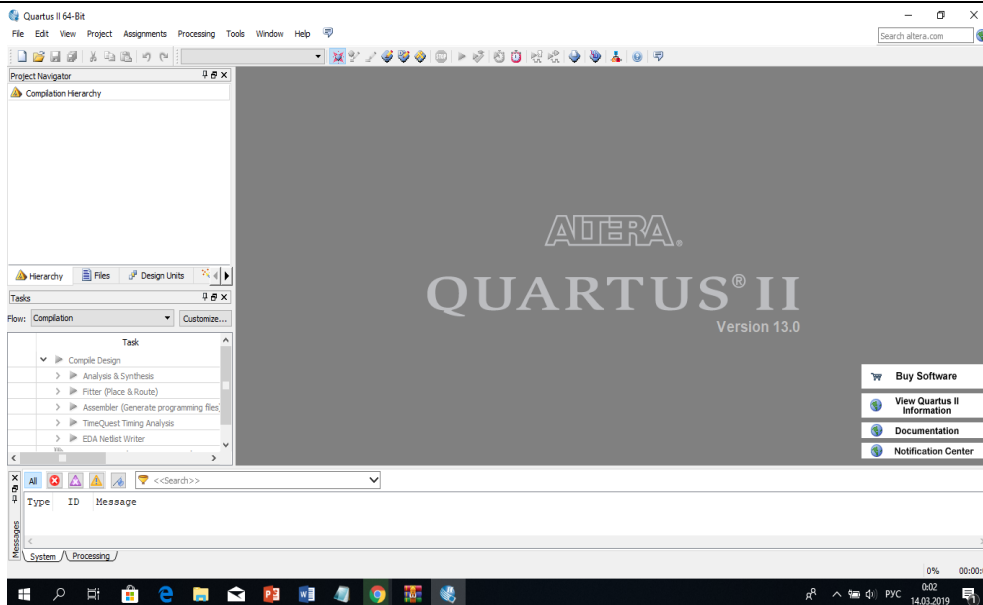 Quartus II 64-Bit
File Edit View Project Assignments Processing Tools Window Help
Search altera.com
Project Navigator
Compilation Hierarchy
Hierarchy Files Design Units
Tasks
Flow: Compilation Customize...
Task
Compile Design
Analysis & Synthesis
Fitter (Place & Route)
Assembler (Generate programming files)
TimeQuest Timing Analysis
EDA Netlist Writer
ALTERA®
QUARTUS® II
Version 13.0
Buy Software
View Quartus II
Information
Documentation
Notification Center
All <<Search>>
Type ID Message
Messages
System Processing
0% 00:00:
РУС 0:02
14.03.2019